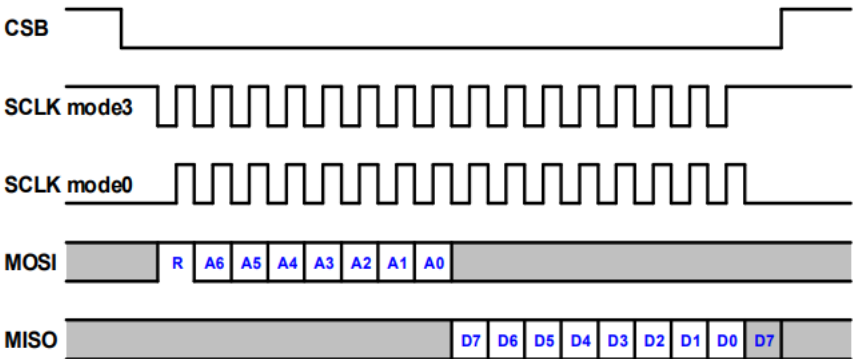 CSB
SCLK mode3
SCLK mode0
MOSI R A6 A5 A4 A3 A2 A1 A0
MISO D7 D6 D5 D4 D3 D2 D1 D0 D7